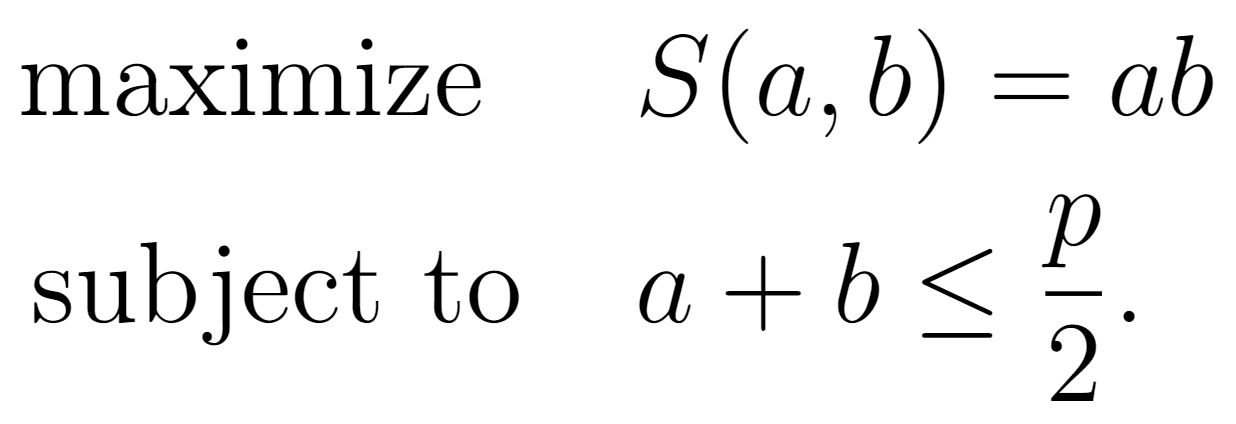 maximize S(a, b) = ab
subject to a + b ≤ p/2.